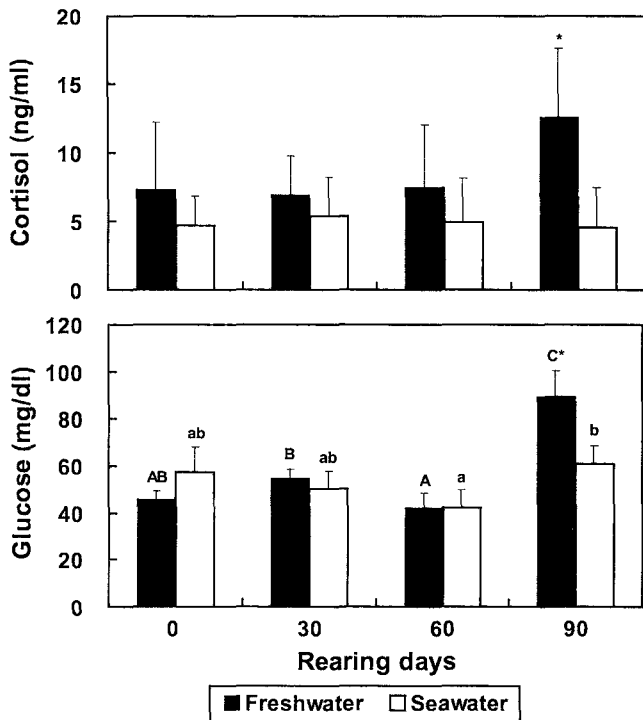 20
15
10
5
0
Cortisol (ng/ml)
*
120
100
80
60
40
20
0
Glucose (mg/dl)
AB
ab
B
ab
A
a
C*
b
0 30 60 90
Rearing days
Freshwater Seawater